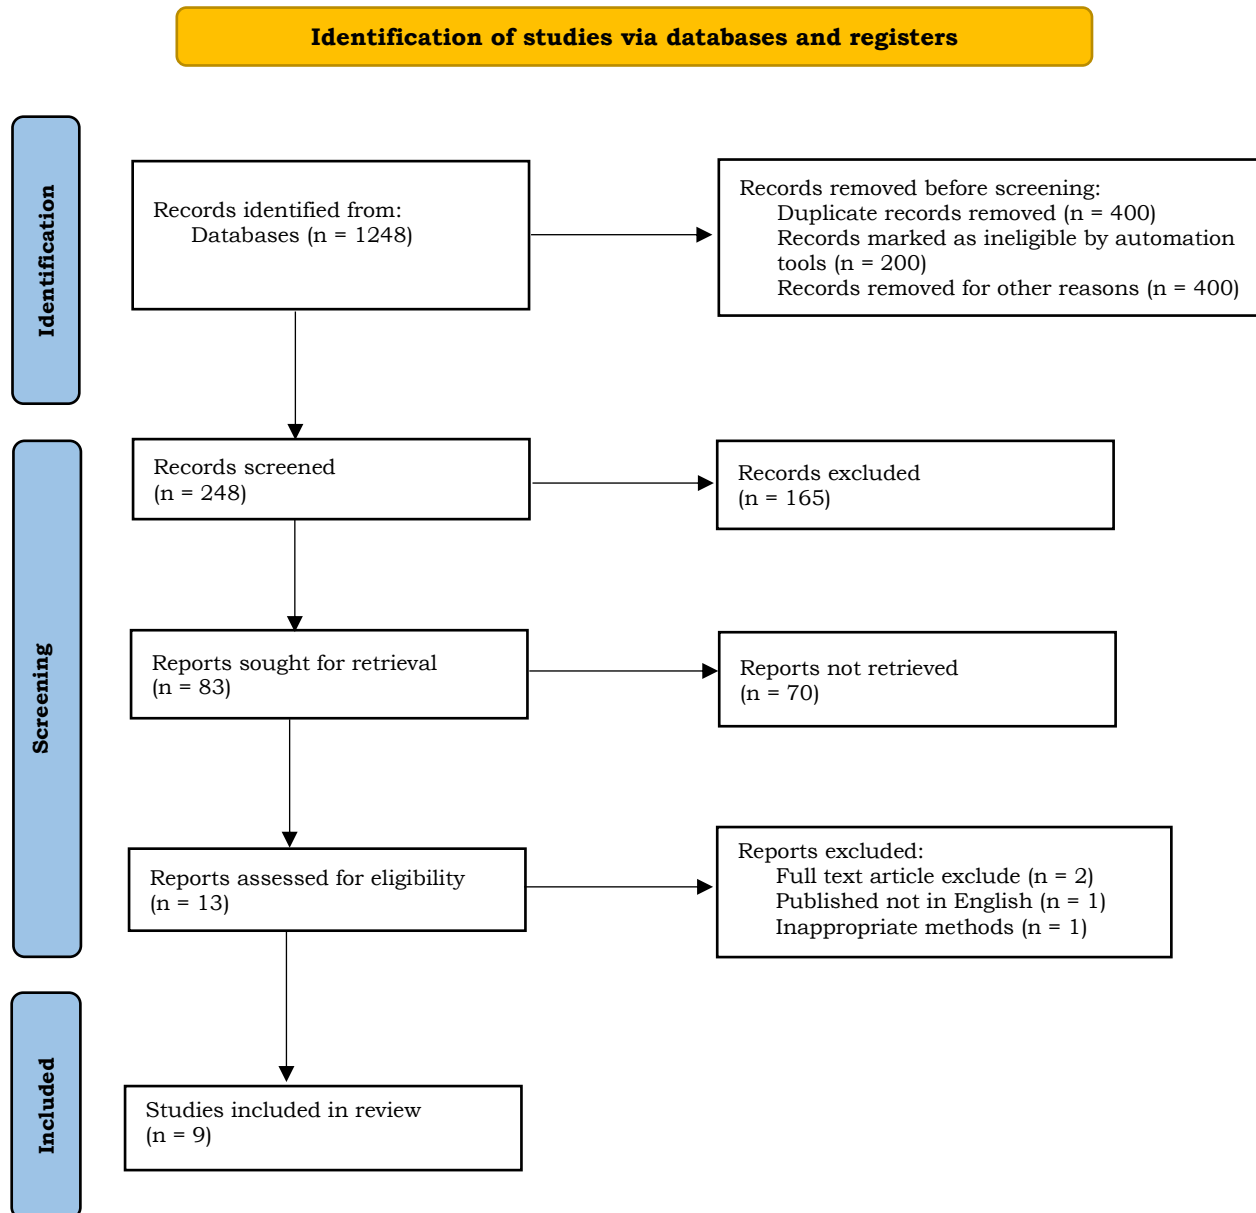 Identification of studies via databases and registers
Identification
Records identified from:
Databases (n = 1248)
Records removed before screening:
Duplicate records removed (n = 400)
Records marked as ineligible by automation
tools (n = 200)
Records removed for other reasons (n = 400)
Screening
Records screened
(n = 248)
Records excluded
(n = 165)
Reports sought for retrieval
(n = 83)
Reports not retrieved
(n = 70)
Reports assessed for eligibility
(n = 13)
Reports excluded:
Full text article exclude (n = 2)
Published not in English (n = 1)
Inappropriate methods (n = 1)
Included
Studies included in review
(n = 9)